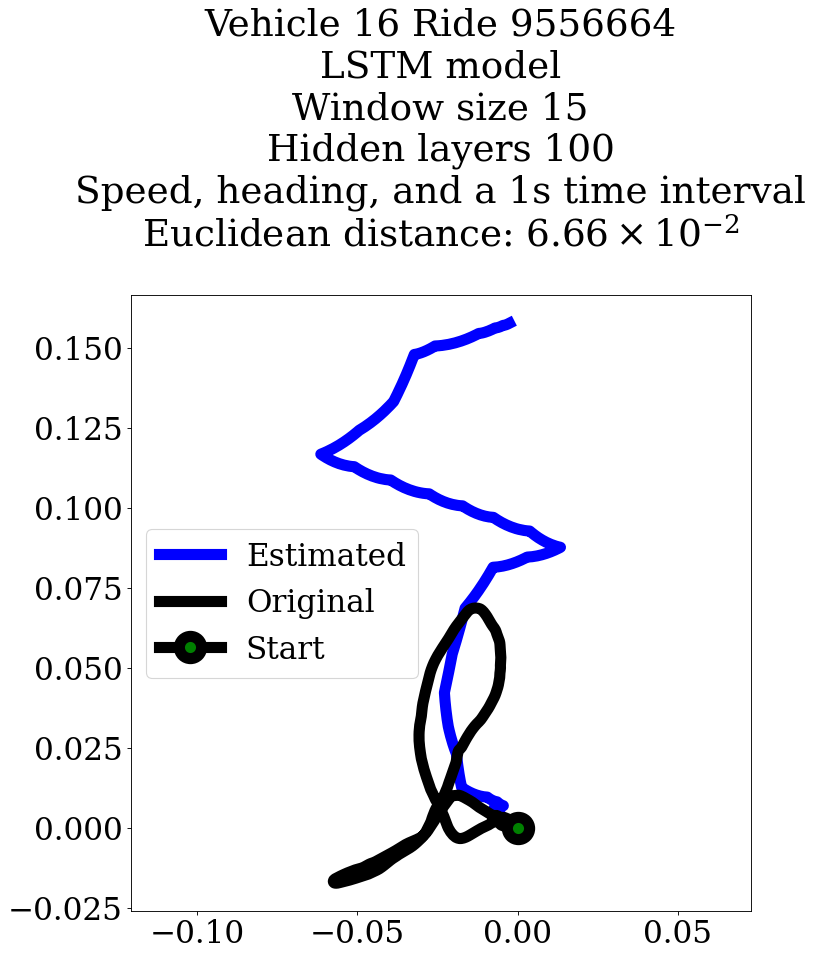 Vehicle 16 Ride 9556664
LSTM model
Window size 15
Hidden layers 100
Speed, heading, and a 1s time interval
Euclidean distance: 6.66 × 10⁻²
0.150
0.125
0.100
0.075
0.050
0.025
0.000
−0.025
Estimated
Original
Start
−0.10 −0.05 0.00 0.05